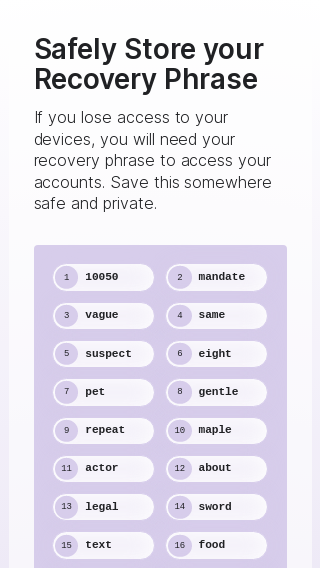 Safely Store your
Recovery Phrase
If you lose access to your
devices, you will need your
recovery phrase to access your
accounts. Save this somewhere
safe and private.
1 10050 2 mandate
3 vague 4 same
5 suspect 6 eight
7 pet 8 gentle
9 repeat 10 maple
11 actor 12 about
13 legal 14 sword
15 text 16 food